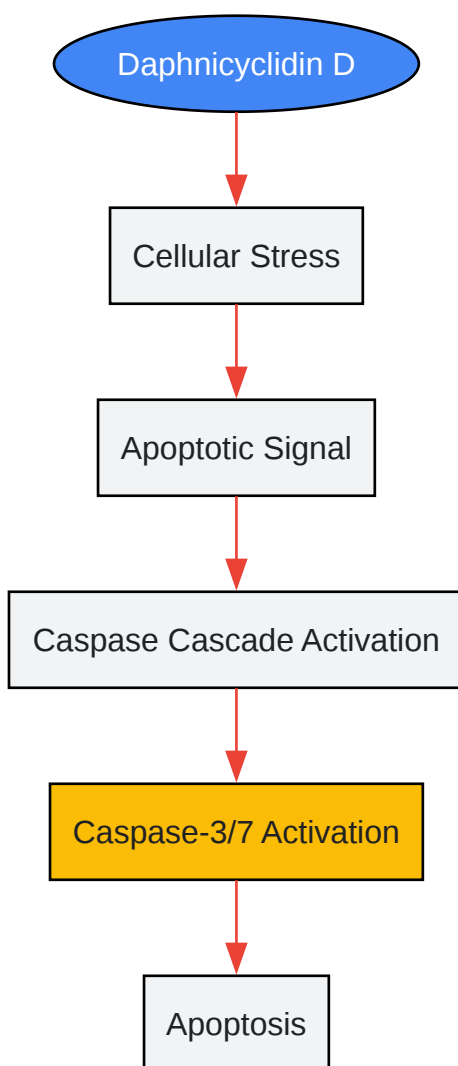 Daphnicyclidin D
Cellular Stress
Apoptotic Signal
Caspase Cascade Activation
Caspase-3/7 Activation
Apoptosis